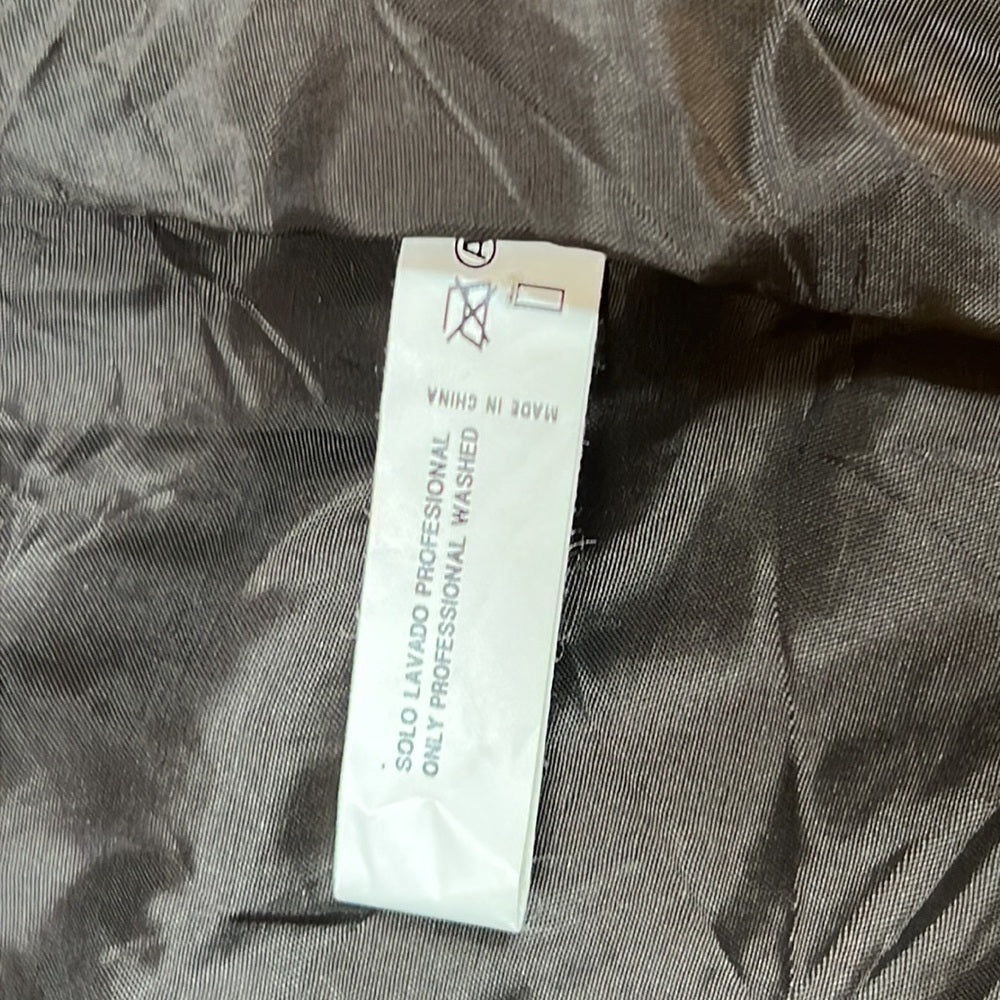 A
MADE IN CHINA
SOLO LAVADO PROFESIONAL
ONLY PROFESSIONAL WASHED